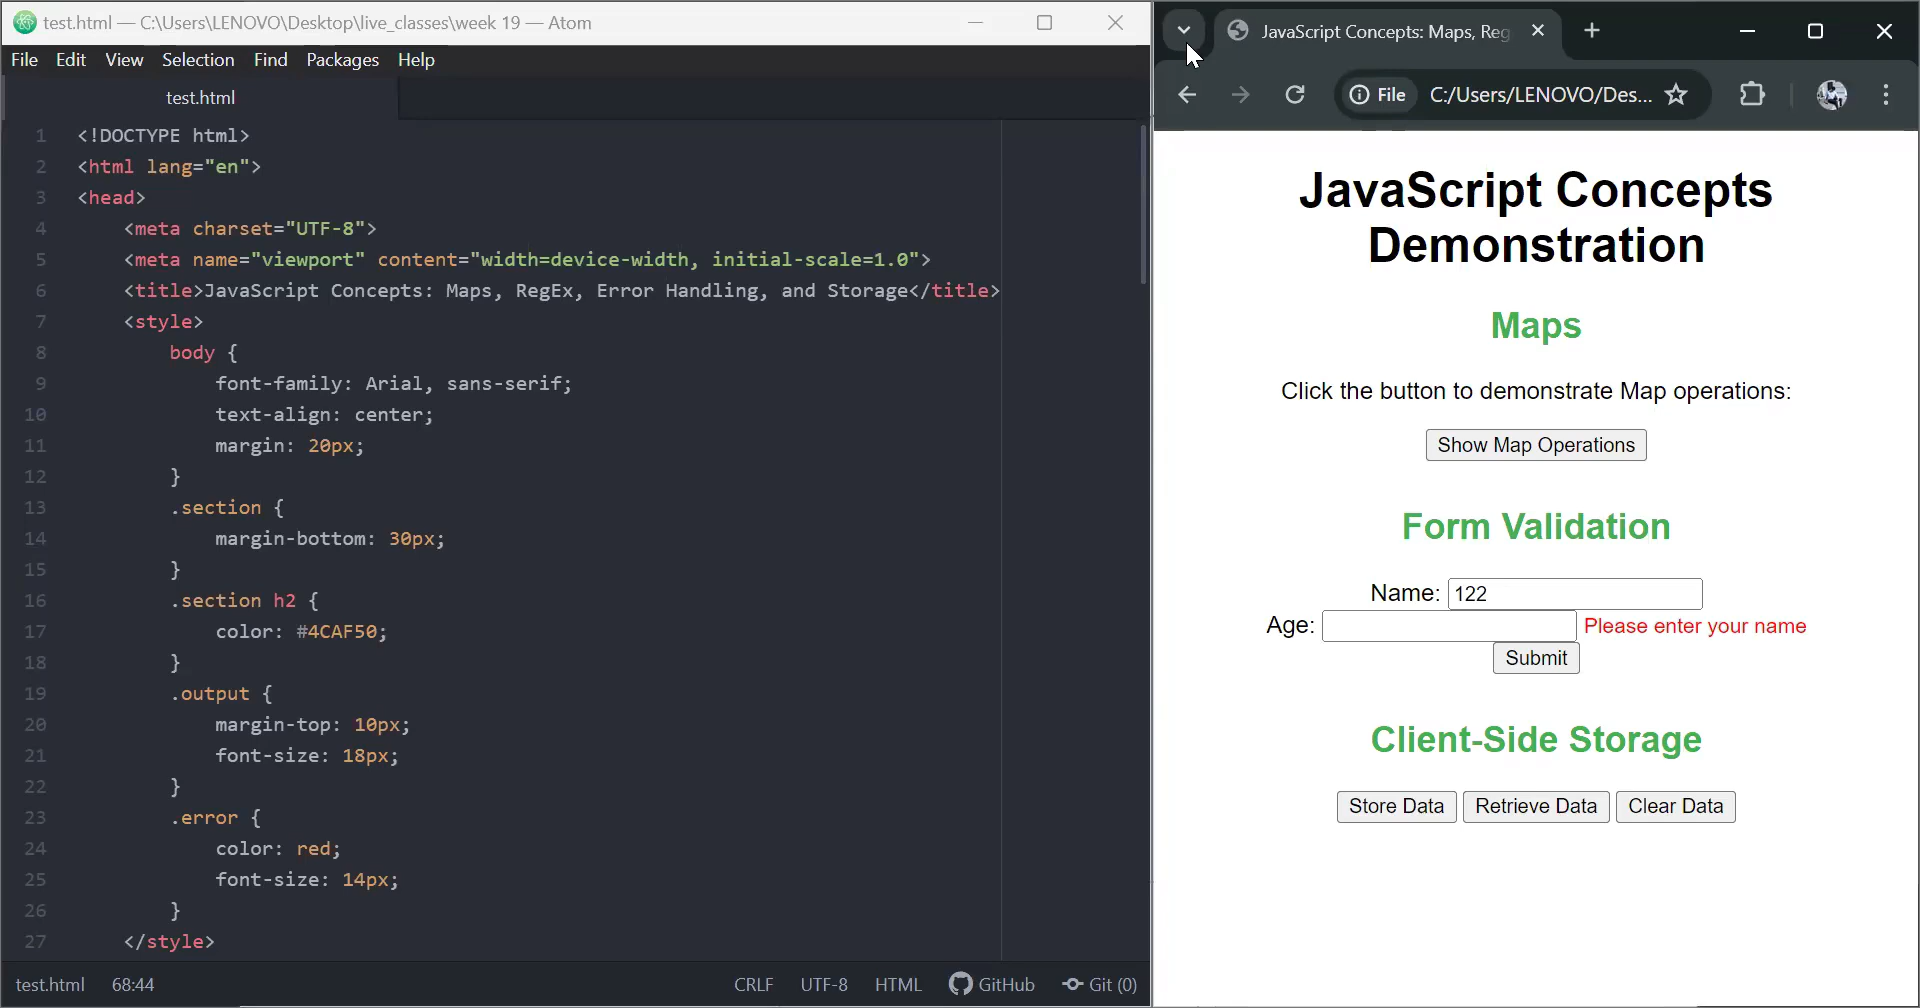 test.html — C:\Users\LENOVO\Desktop\live_classes\week 19 — Atom
File Edit View Selection Find Packages Help
test.html
1 <!DOCTYPE html>
2 <html lang="en">
3 <head>
4 <meta charset="UTF-8">
5 <meta name="viewport" content="width=device-width, initial-scale=1.0">
6 <title>JavaScript Concepts: Maps, RegEx, Error Handling, and Storage</title>
7 <style>
8 body {
9 font-family: Arial, sans-serif;
10 text-align: center;
11 margin: 20px;
12 }
13 .section {
14 margin-bottom: 30px;
15 }
16 .section h2 {
17 color: #4CAF50;
18 }
19 .output {
20 margin-top: 10px;
21 font-size: 18px;
22 }
23 .error {
24 color: red;
25 font-size: 14px;
26 }
27 </style>
test.html 68:44 CRLF UTF-8 HTML GitHub Git (0)
JavaScript Concepts: Maps, Reg
File C:/Users/LENOVO/Des...
JavaScript Concepts
Demonstration
Maps
Click the button to demonstrate Map operations:
Show Map Operations
Form Validation
Name: 122
Age: Please enter your name
Submit
Client-Side Storage
Store Data Retrieve Data Clear Data